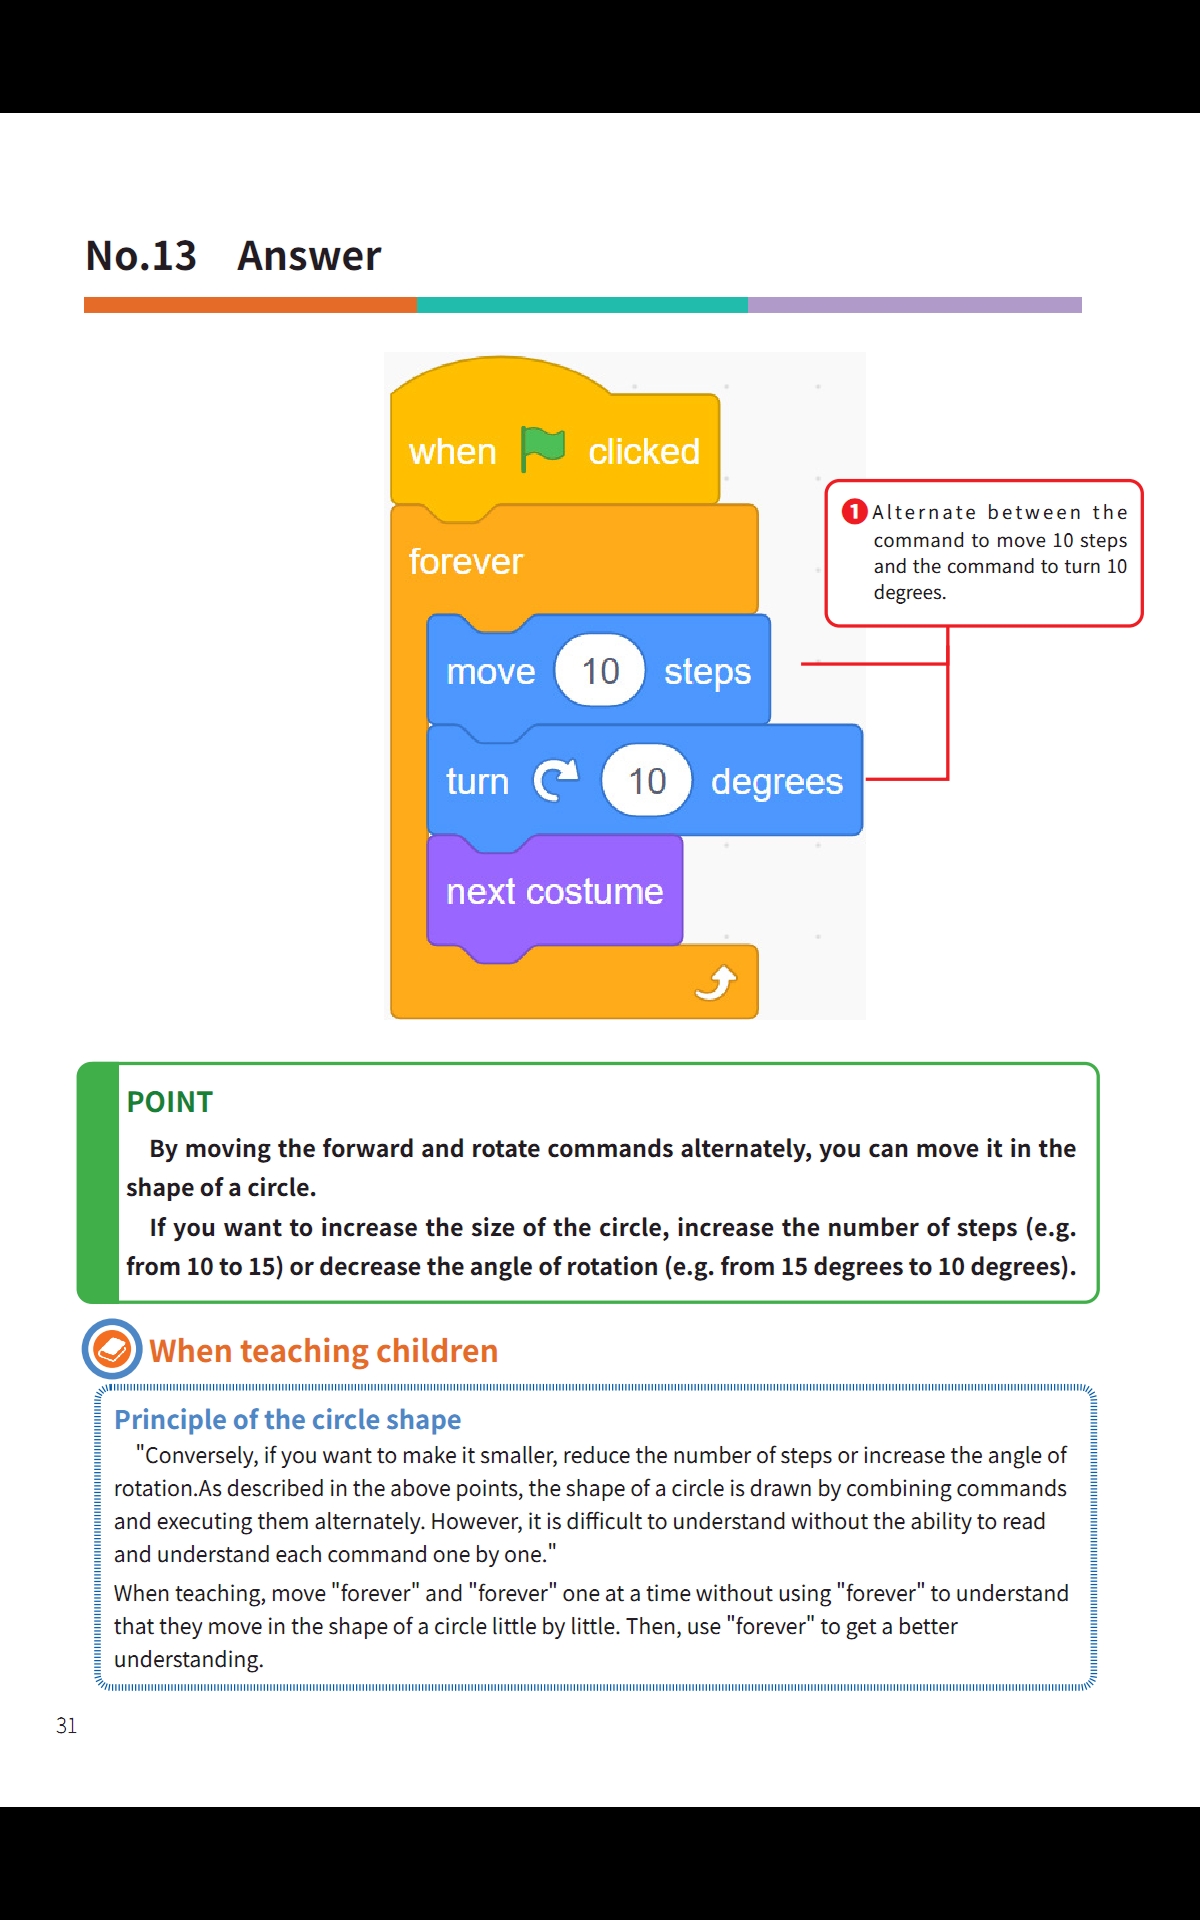 No.13 Answer
when clicked
forever
move 10 steps
turn 10 degrees
next costume
1 Alternate between the
command to move 10 steps
and the command to turn 10
degrees.
POINT
By moving the forward and rotate commands alternately, you can move it in the
shape of a circle.
If you want to increase the size of the circle, increase the number of steps (e.g.
from 10 to 15) or decrease the angle of rotation (e.g. from 15 degrees to 10 degrees).
When teaching children
Principle of the circle shape
"Conversely, if you want to make it smaller, reduce the number of steps or increase the angle of
rotation.As described in the above points, the shape of a circle is drawn by combining commands
and executing them alternately. However, it is difficult to understand without the ability to read
and understand each command one by one."
When teaching, move "forever" and "forever" one at a time without using "forever" to understand
that they move in the shape of a circle little by little. Then, use "forever" to get a better
understanding.
31